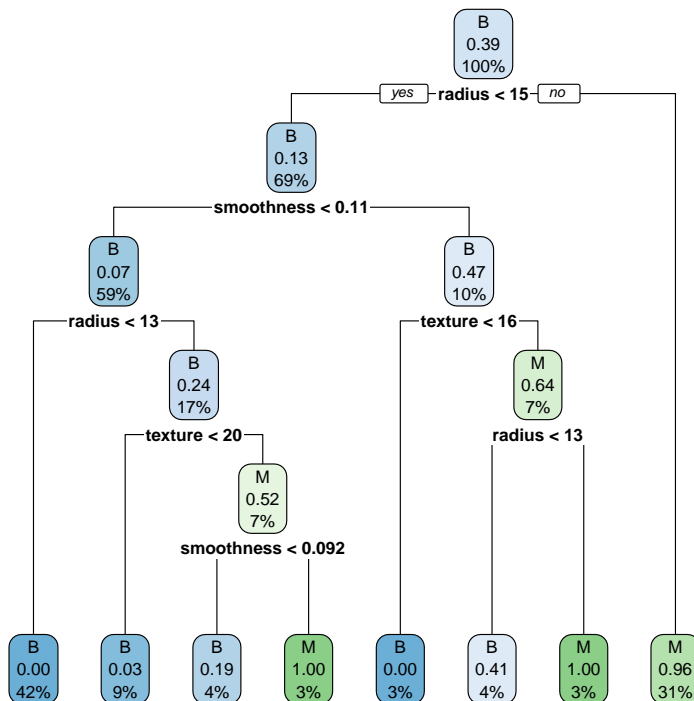 B
0.39
100%
yes radius < 15 no
B
0.13
69%
smoothness < 0.11
B
0.07
59%
B
0.47
10%
radius < 13
texture < 16
B
0.24
17%
M
0.64
7%
texture < 20
radius < 13
M
0.52
7%
smoothness < 0.092
B
0.00
42%
B
0.03
9%
B
0.19
4%
M
1.00
3%
B
0.00
3%
B
0.41
4%
M
1.00
3%
M
0.96
31%